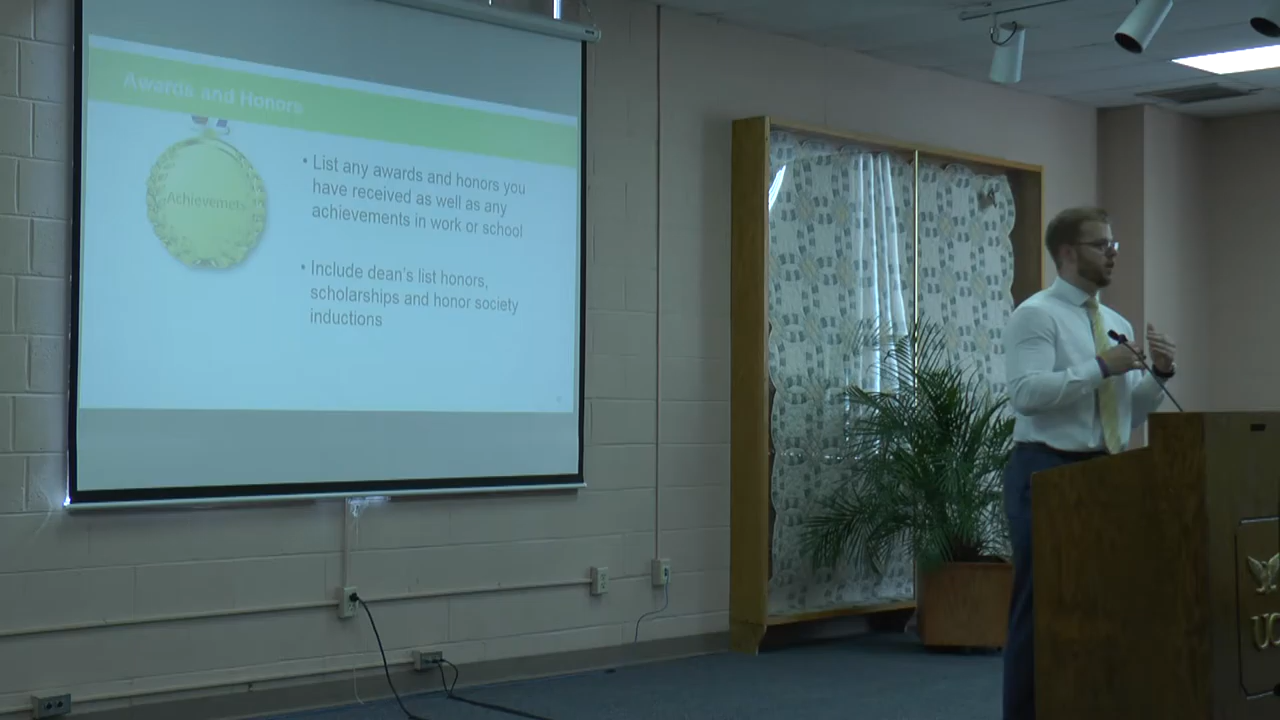 Awards and Honors
Achievemets
• List any awards and honors you
have received as well as any
achievements in work or school
• Include dean's list honors,
scholarships and honor society
inductions